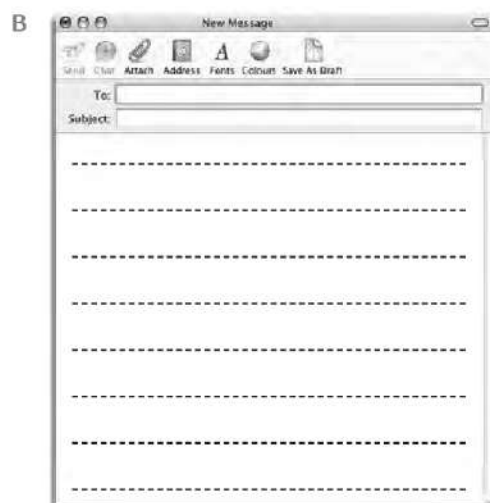 B
New Message
Send Chat Attach Address Fonts Colours Save As Draft
To:
Subject: